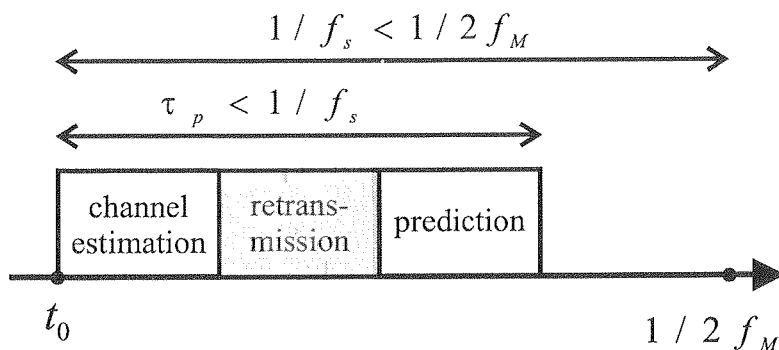 1 / f_s < 1 / 2 f_M
τ_p < 1 / f_s
channel
estimation
retrans-
mission
prediction
t_0
1 / 2 f_M